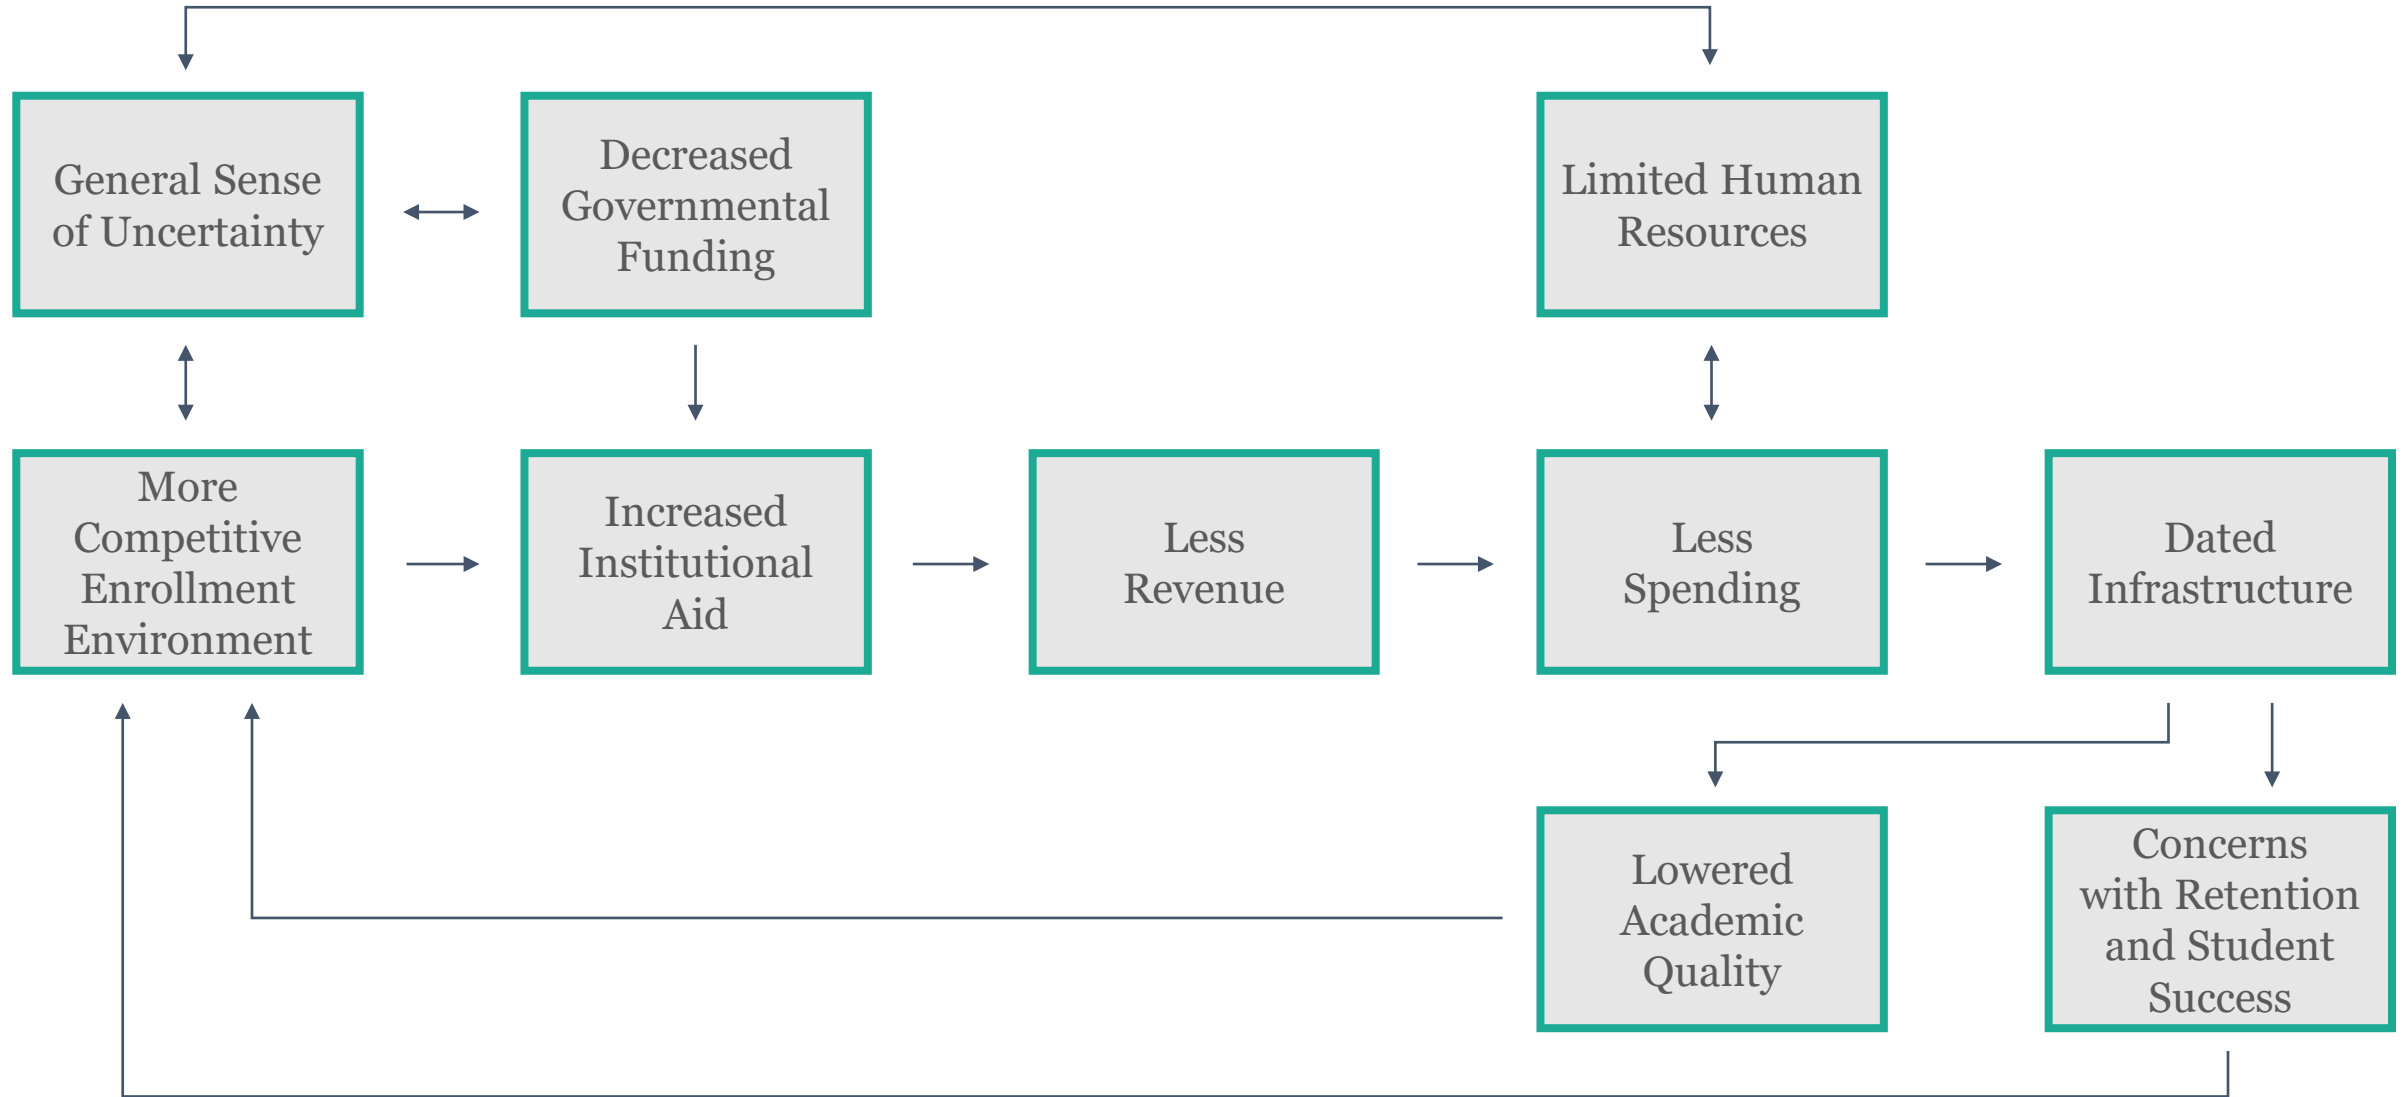 General Sense
of Uncertainty
Decreased
Governmental
Funding
Limited Human
Resources
More
Competitive
Enrollment
Environment
Increased
Institutional
Aid
Less
Revenue
Less
Spending
Dated
Infrastructure
Lowered
Academic
Quality
Concerns
with Retention
and Student
Success